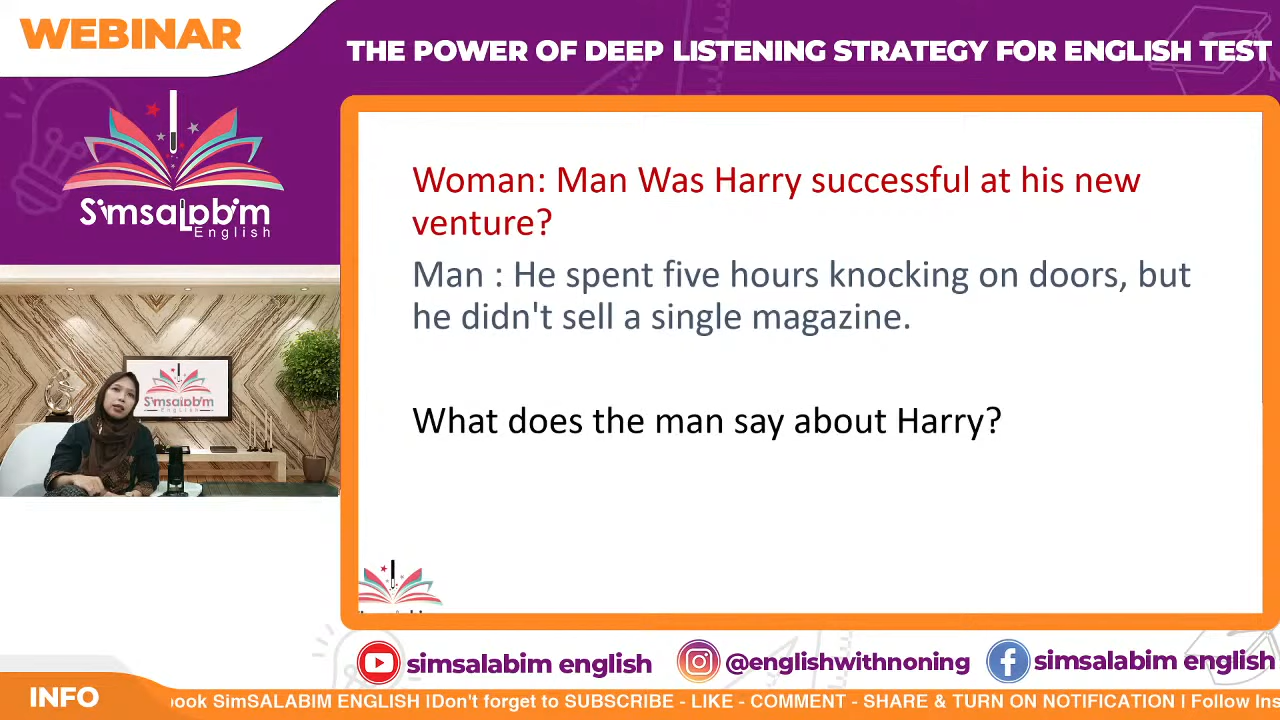 WEBINAR
THE POWER OF DEEP LISTENING STRATEGY FOR ENGLISH TEST
Simsalabim
English
Woman: Man Was Harry successful at his new
venture?
Man : He spent five hours knocking on doors, but
he didn't sell a single magazine.
What does the man say about Harry?
Simsalabim
English
simsalabim english
@englishwithnoning
simsalabim english
INFO
ook SimSALABIM ENGLISH IDon't forget to SUBSCRIBE - LIKE - COMMENT - SHARE & TURN ON NOTIFICATION I Follow Ins